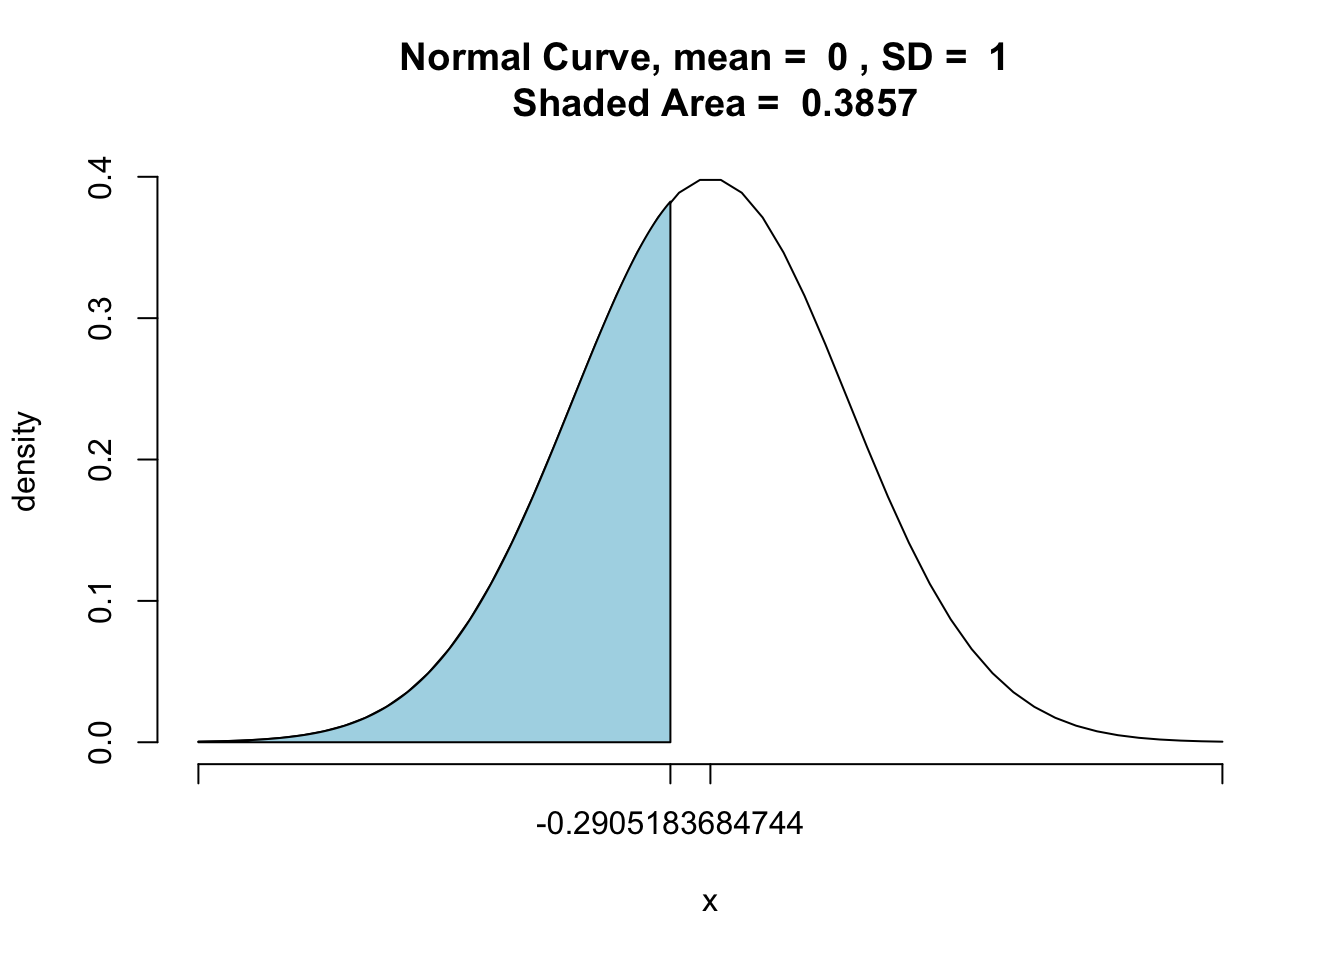 Normal Curve, mean =  0 , SD =  1
Shaded Area =  0.3857
0.4
0.3
0.2
0.1
0.0
density
-0.2905183684744
x